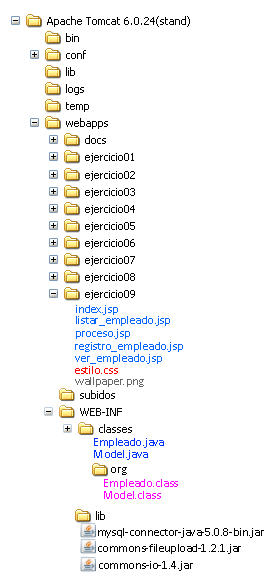 Apache Tomcat 6.0.24(stand)
bin
conf
lib
logs
temp
webapps
docs
ejercicio01
ejercicio02
ejercicio03
ejercicio04
ejercicio05
ejercicio06
ejercicio07
ejercicio08
ejercicio09
index.jsp
listar_empleado.jsp
proceso.jsp
registro_empleado.jsp
ver_empleado.jsp
estilo.css
wallpaper.png
subidos
WEB-INF
classes
Empleado.java
Model.java
org
Empleado.class
Model.class
lib
mysql-connector-java-5.0.8-bin.jar
commons-fileupload-1.2.1.jar
commons-io-1.4.jar